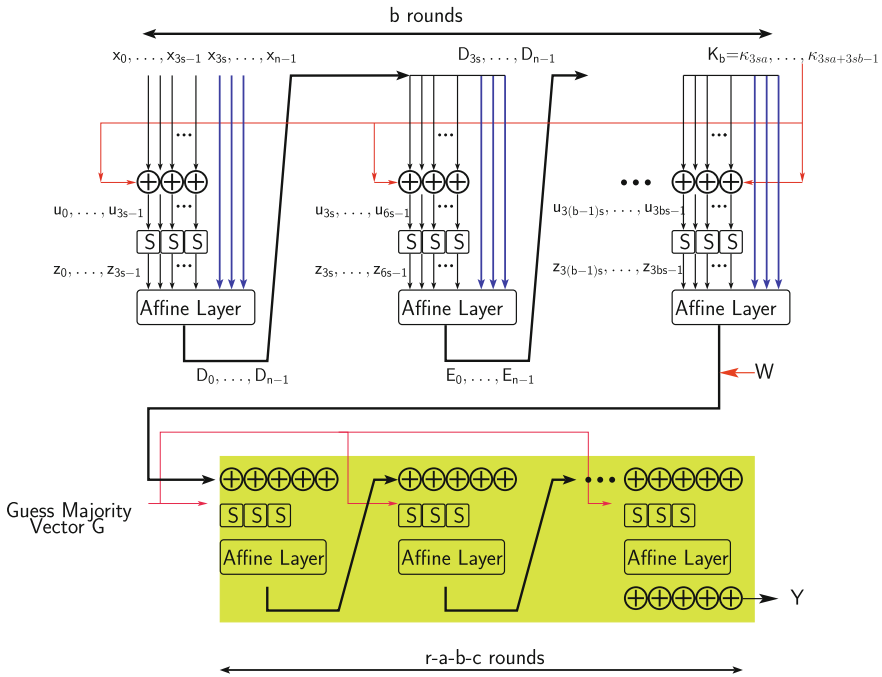 b rounds
x₀, . . . , x₃ₛ₋₁ x₃ₛ, . . . , xₙ₋₁
D₃ₛ, . . . , Dₙ₋₁
K_b=κ₃ₛₐ, . . . , κ₃ₛₐ₊₃ₛb₋₁
•••
•••
•••
•••
u₀, . . . , u₃ₛ₋₁
•••
u₃ₛ, . . . , u₆ₛ₋₁
•••
u₃₍b₋₁₎ₛ, . . . , u₃bₛ₋₁
•••
S S S
S S S
S S S
z₀, . . . , z₃ₛ₋₁
•••
z₃ₛ, . . . , z₆ₛ₋₁
•••
z₃₍b₋₁₎ₛ, . . . , z₃bₛ₋₁
•••
Affine Layer
Affine Layer
Affine Layer
D₀, . . . , Dₙ₋₁
E₀, . . . , Eₙ₋₁
W
•••
Guess Majority
Vector G
S S S
S S S
S S S
Affine Layer
Affine Layer
Affine Layer
Y
r-a-b-c rounds